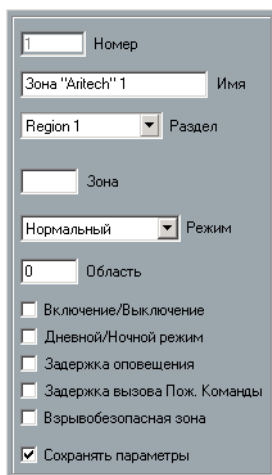 1 Номер
Зона "Aritech" 1 Имя
Region 1 Раздел
Зона
Нормальный Режим
0 Область
Включение/Выключение
Дневной/Ночной режим
Задержка оповещения
Задержка вызова Пож. Команды
Взрывобезопасная зона
Сохранять параметры